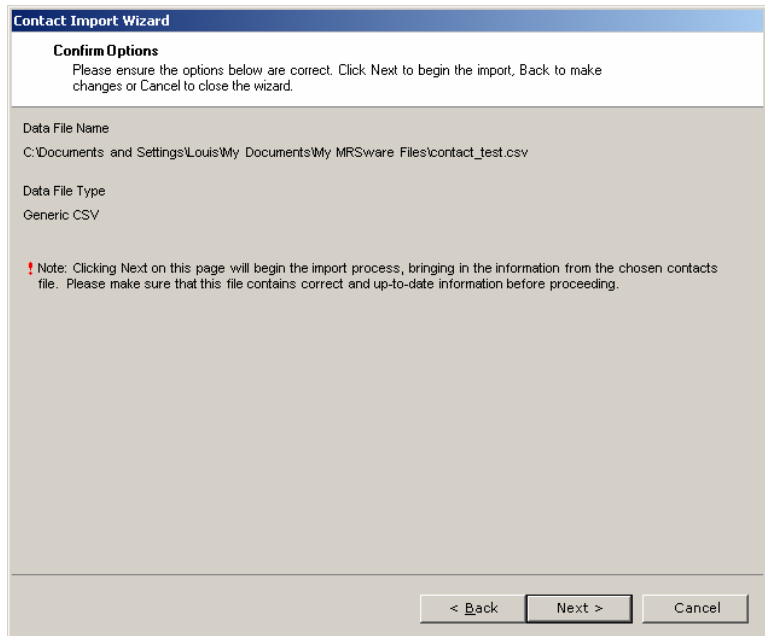 Contact Import Wizard
Confirm Options
Please ensure the options below are correct. Click Next to begin the import, Back to make
changes or Cancel to close the wizard.
Data File Name
C:\Documents and Settings\Louis\My Documents\My MRSware Files\contact_test.csv
Data File Type
Generic CSV
! Note: Clicking Next on this page will begin the import process, bringing in the information from the chosen contacts
file. Please make sure that this file contains correct and up-to-date information before proceeding.
< Back Next > Cancel